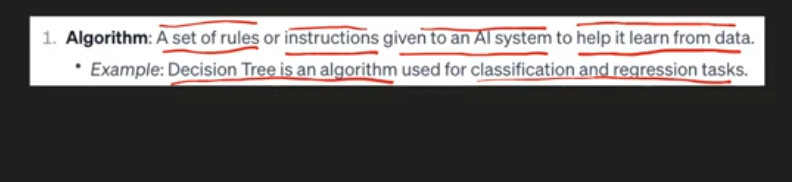 1. Algorithm: A set of rules or instructions given to an AI system to help it learn from data.
• Example: Decision Tree is an algorithm used for classification and regression tasks.